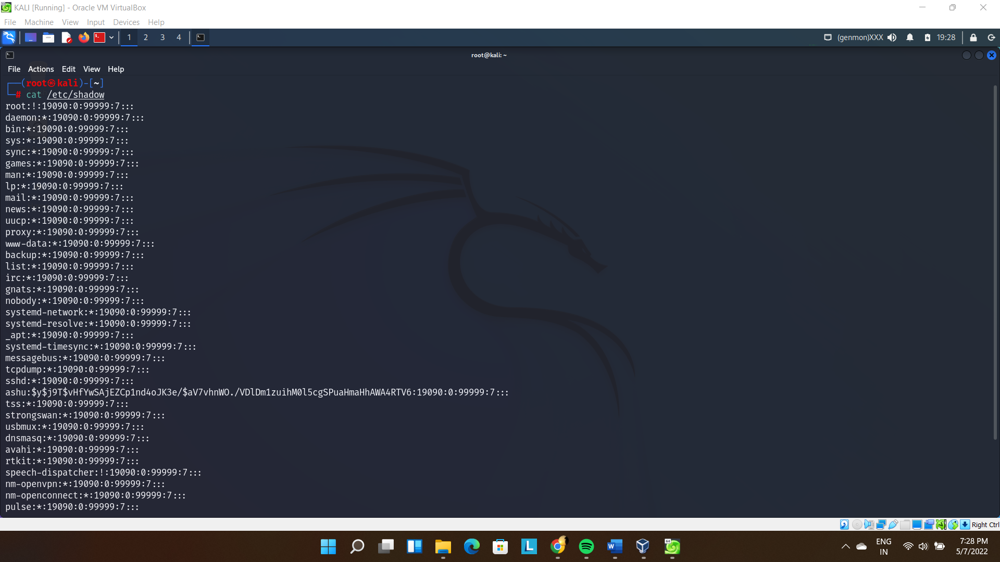 KALI [Running] - Oracle VM VirtualBox
File Machine View Input Devices Help
1 2 3 4 (genmon)XXX 19:28
root@kali: ~
File Actions Edit View Help
┌──(root㉿kali)-[~]
└─# cat /etc/shadow
root:!:19090:0:99999:7:::
daemon:*:19090:0:99999:7:::
bin:*:19090:0:99999:7:::
sys:*:19090:0:99999:7:::
sync:*:19090:0:99999:7:::
games:*:19090:0:99999:7:::
man:*:19090:0:99999:7:::
lp:*:19090:0:99999:7:::
mail:*:19090:0:99999:7:::
news:*:19090:0:99999:7:::
uucp:*:19090:0:99999:7:::
proxy:*:19090:0:99999:7:::
www-data:*:19090:0:99999:7:::
backup:*:19090:0:99999:7:::
list:*:19090:0:99999:7:::
irc:*:19090:0:99999:7:::
gnats:*:19090:0:99999:7:::
nobody:*:19090:0:99999:7:::
systemd-network:*:19090:0:99999:7:::
systemd-resolve:*:19090:0:99999:7:::
_apt:*:19090:0:99999:7:::
systemd-timesync:*:19090:0:99999:7:::
messagebus:*:19090:0:99999:7:::
tcpdump:*:19090:0:99999:7:::
sshd:*:19090:0:99999:7:::
ashu:$y$j9T$vHfYwSAjEZCp1nd4oJK3e/$aV7vhnWO./VDlDm1zuihM0l5cgSPuaHmaHhAWA4RTV6:19090:0:99999:7:::
tss:*:19090:0:99999:7:::
strongswan:*:19090:0:99999:7:::
usbmux:*:19090:0:99999:7:::
dnsmasq:*:19090:0:99999:7:::
avahi:*:19090:0:99999:7:::
rtkit:*:19090:0:99999:7:::
speech-dispatcher:!:19090:0:99999:7:::
nm-openvpn:*:19090:0:99999:7:::
nm-openconnect:*:19090:0:99999:7:::
pulse:*:19090:0:99999:7:::
Right Ctrl
ENG 7:28 PM
IN 5/7/2022